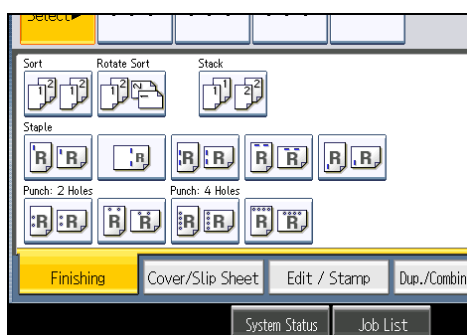 Select►
Sort Rotate Sort Stack
Staple
Punch: 2 Holes Punch: 4 Holes
Finishing Cover/Slip Sheet Edit / Stamp Dup./Combin
System Status Job List